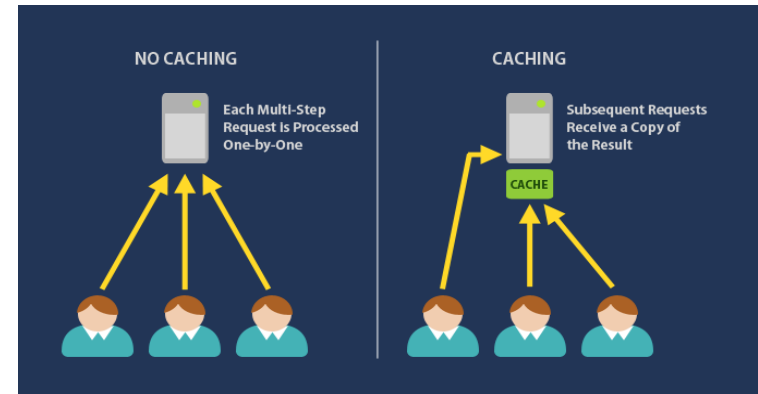 NO CACHING
Each Multi-Step
Request is Processed
One-by-One
CACHING
Subsequent Requests
Receive a Copy of
the Result
CACHE